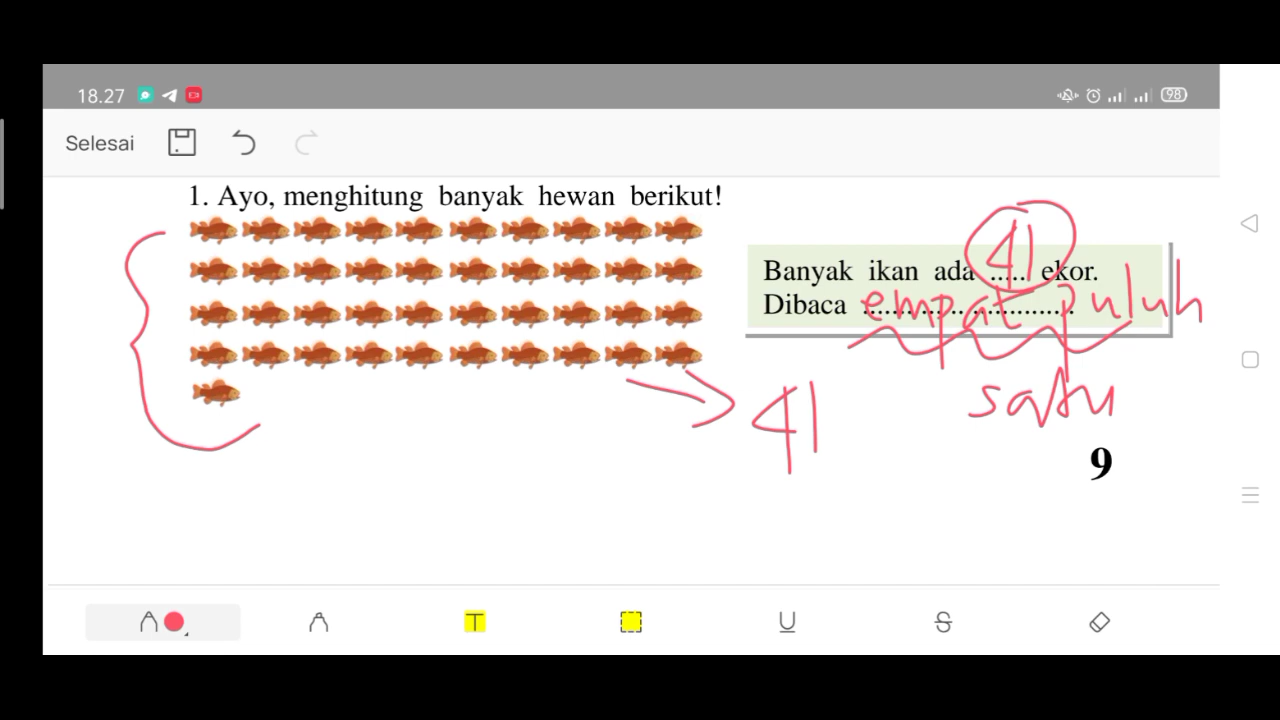 18.27
98
Selesai
1. Ayo, menghitung banyak hewan berikut!
Banyak ikan ada ..41... ekor.
Dibaca empat puluh
satu
41
9
T
U
S